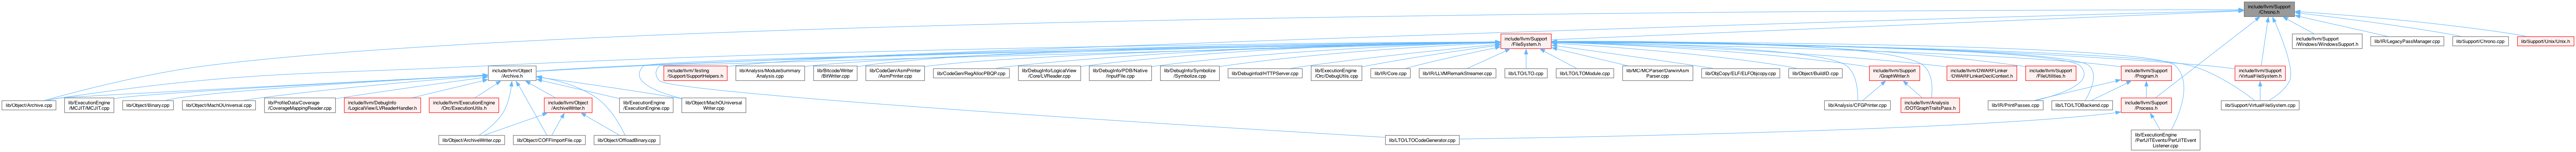 include/llvm/Support
/Chrono.h
include/llvm/Support
/FileSystem.h
include/llvm/Support
/Windows/WindowsSupport.h
lib/IR/LegacyPassManager.cpp
lib/Support/Chrono.cpp
lib/Support/Unix/Unix.h
include/llvm/Object
/Archive.h
include/llvm/Testing
/Support/SupportHelpers.h
lib/Analysis/ModuleSummary
Analysis.cpp
lib/Bitcode/Writer
/BitWriter.cpp
lib/CodeGen/AsmPrinter
/AsmPrinter.cpp
lib/CodeGen/RegAllocPBQP.cpp
lib/DebugInfo/LogicalView
/Core/LVReader.cpp
lib/DebugInfo/PDB/Native
/InputFile.cpp
lib/DebugInfo/Symbolize
/Symbolize.cpp
lib/Debuginfod/HTTPServer.cpp
lib/ExecutionEngine
/Orc/DebugUtils.cpp
lib/IR/Core.cpp
lib/IR/LLVMRemarkStreamer.cpp
lib/LTO/LTO.cpp
lib/LTO/LTOModule.cpp
lib/MC/MCParser/DarwinAsm
Parser.cpp
lib/ObjCopy/ELF/ELFObjcopy.cpp
lib/Object/BuildID.cpp
include/llvm/Support
/GraphWriter.h
include/llvm/DWARFLinker
/DWARFLinkerDeclContext.h
include/llvm/Support
/FileUtilities.h
include/llvm/Support
/Program.h
include/llvm/Support
/VirtualFileSystem.h
lib/Object/Archive.cpp
lib/ExecutionEngine
/MCJIT/MCJIT.cpp
lib/Object/Binary.cpp
lib/Object/MachOUniversal.cpp
lib/ProfileData/Coverage
/CoverageMappingReader.cpp
include/llvm/DebugInfo
/LogicalView/LVReaderHandler.h
include/llvm/ExecutionEngine
/Orc/ExecutionUtils.h
include/llvm/Object
/ArchiveWriter.h
lib/ExecutionEngine
/ExecutionEngine.cpp
lib/Object/MachOUniversal
Writer.cpp
lib/Analysis/CFGPrinter.cpp
include/llvm/Analysis
/DOTGraphTraitsPass.h
lib/IR/PrintPasses.cpp
lib/LTO/LTOBackend.cpp
include/llvm/Support
/Process.h
lib/Support/VirtualFileSystem.cpp
lib/Object/ArchiveWriter.cpp
lib/Object/COFFImportFile.cpp
lib/Object/OffloadBinary.cpp
lib/LTO/LTOCodeGenerator.cpp
lib/ExecutionEngine
/PerfJITEvents/PerfJITEvent
Listener.cpp